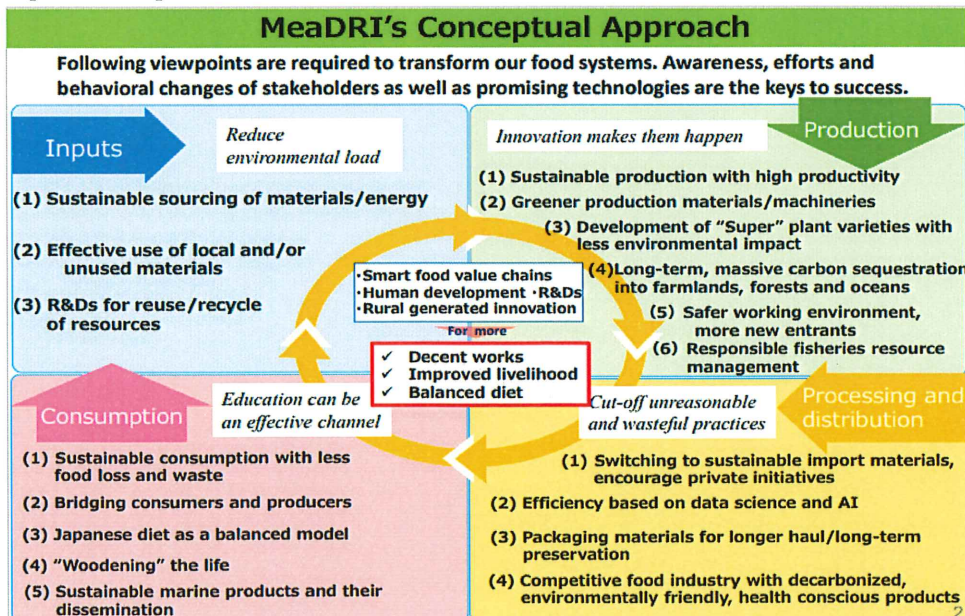 MeaDRI's Conceptual Approach
Following viewpoints are required to transform our food systems. Awareness, efforts and
behavioral changes of stakeholders as well as promising technologies are the keys to success.
Inputs
Reduce
environmental load
(1) Sustainable sourcing of materials/energy
(2) Effective use of local and/or
unused materials
(3) R&Ds for reuse/recycle
of resources
Innovation makes them happen
Production
(1) Sustainable production with high productivity
(2) Greener production materials/machineries
(3) Development of "Super" plant varieties with
less environmental impact
(4)Long-term, massive carbon sequestration
into farmlands, forests and oceans
(5) Safer working environment,
more new entrants
(6) Responsible fisheries resource
management
·Smart food value chains
·Human development ·R&Ds
·Rural generated innovation
For more
✓ Decent works
✓ Improved livelihood
✓ Balanced diet
Consumption
Education can be
an effective channel
(1) Sustainable consumption with less
food loss and waste
(2) Bridging consumers and producers
(3) Japanese diet as a balanced model
(4) "Woodening" the life
(5) Sustainable marine products and their
dissemination
Cut-off unreasonable
and wasteful practices
Processing and
distribution
(1) Switching to sustainable import materials,
encourage private initiatives
(2) Efficiency based on data science and AI
(3) Packaging materials for longer haul/long-term
preservation
(4) Competitive food industry with decarbonized,
environmentally friendly, health conscious products
2